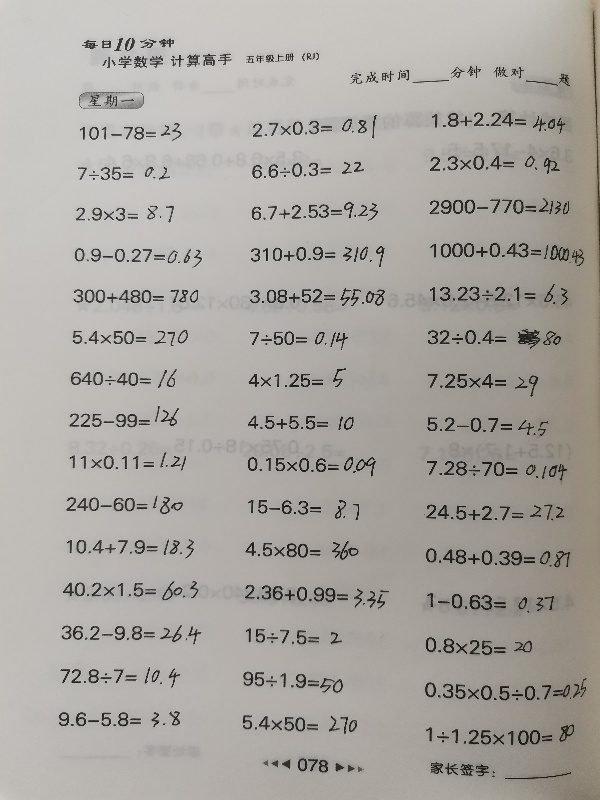 每日10分钟
小学数学 计算高手 五年级上册 (RJ)
完成时间_____分钟 做对_____题
星期一
101−78=23 2.7×0.3=0.81 1.8+2.24=4.04
7÷35=0.2 6.6÷0.3=22 2.3×0.4=0.92
2.9×3=8.7 6.7+2.53=9.23 2900−770=2130
0.9−0.27=0.63 310+0.9=310.9 1000+0.43=1000.43
300+480=780 3.08+52=55.08 13.23÷2.1=6.3
5.4×50=270 7÷50=0.14 32÷0.4=80
640÷40=16 4×1.25=5 7.25×4=29
225−99=126 4.5+5.5=10 5.2−0.7=4.5
11×0.11=1.21 0.15×0.6=0.09 7.28÷70=0.104
240−60=180 15−6.3=8.7 24.5+2.7=27.2
10.4+7.9=18.3 4.5×80=360 0.48+0.39=0.87
40.2×1.5=60.3 2.36+0.99=3.35 1−0.63=0.37
36.2−9.8=26.4 15÷7.5=2 0.8×25=20
72.8÷7=10.4 95÷1.9=50 0.35×0.5÷0.7=0.25
9.6−5.8=3.8 5.4×50=270 1÷1.25×100=80
078
家长签字：_____